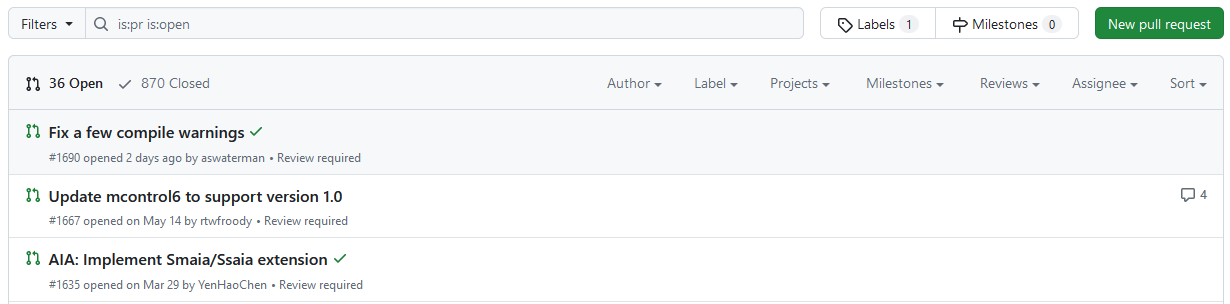 Filters is:pr is:open Labels 1 Milestones 0 New pull request
36 Open 870 Closed Author Label Projects Milestones Reviews Assignee Sort
Fix a few compile warnings
#1690 opened 2 days ago by aswaterman • Review required
Update mcontrol6 to support version 1.0 4
#1667 opened on May 14 by rtwfroody • Review required
AIA: Implement Smaia/Ssaia extension
#1635 opened on Mar 29 by YenHaoChen • Review required